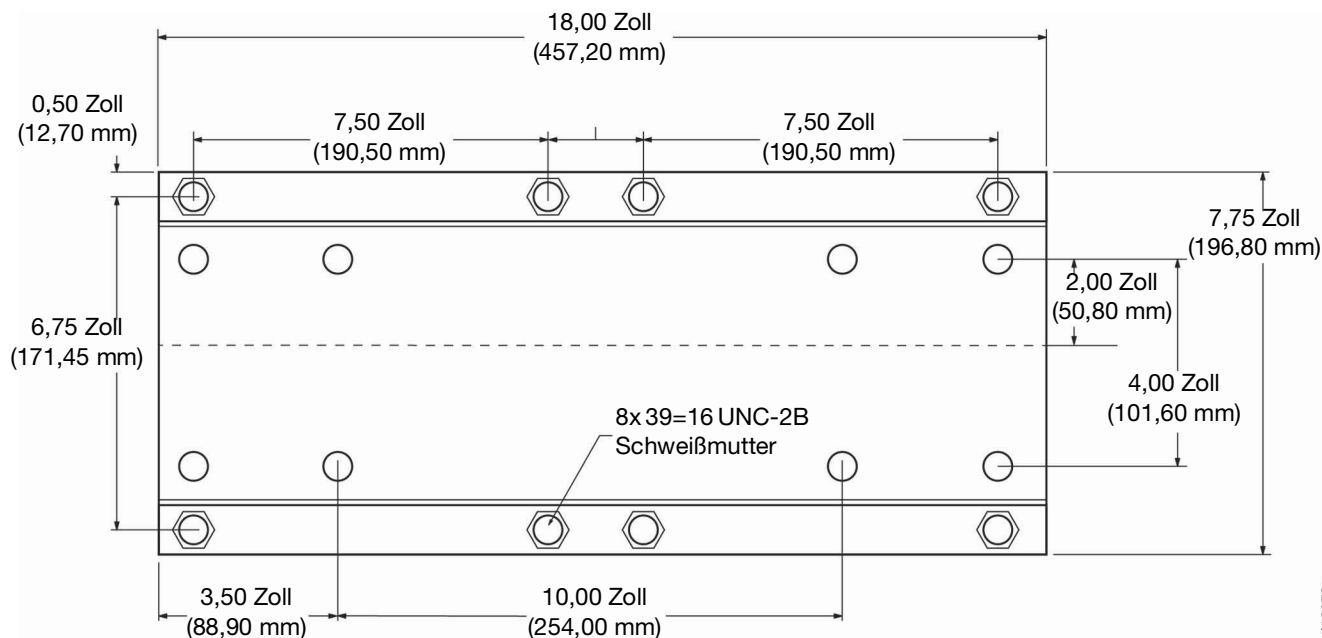 18,00 Zoll
(457,20 mm)
0,50 Zoll
(12,70 mm)
7,50 Zoll
(190,50 mm)
7,50 Zoll
(190,50 mm)
7,75 Zoll
(196,80 mm)
2,00 Zoll
(50,80 mm)
6,75 Zoll
(171,45 mm)
4,00 Zoll
(101,60 mm)
8x 39=16 UNC-2B
Schweißmutter
3,50 Zoll
(88,90 mm)
10,00 Zoll
(254,00 mm)